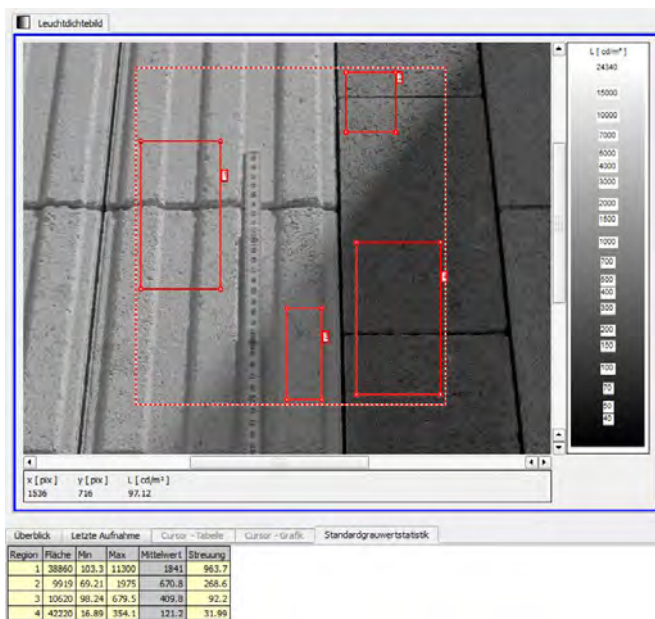 Leuchtdichtebild
L [ cd/m² ]
24340
15000
10000
7000
5000
4000
3000
2000
1500
1000
700
500
400
300
200
150
100
70
50
40
x [ pix ] y [ pix ] L [ cd/m² ]
1536 716 97.12
Überblick Letzte Aufnahme Cursor - Tabelle Cursor - Grafik Standardgrauwertstatistik
Region Fläche Min Max Mittelwert Streuung
1 38860 103.3 11300 1841 963.7
2 9919 69.21 1975 670.8 268.6
3 10620 98.24 679.5 409.8 92.2
4 42220 16.89 354.1 121.2 31.99